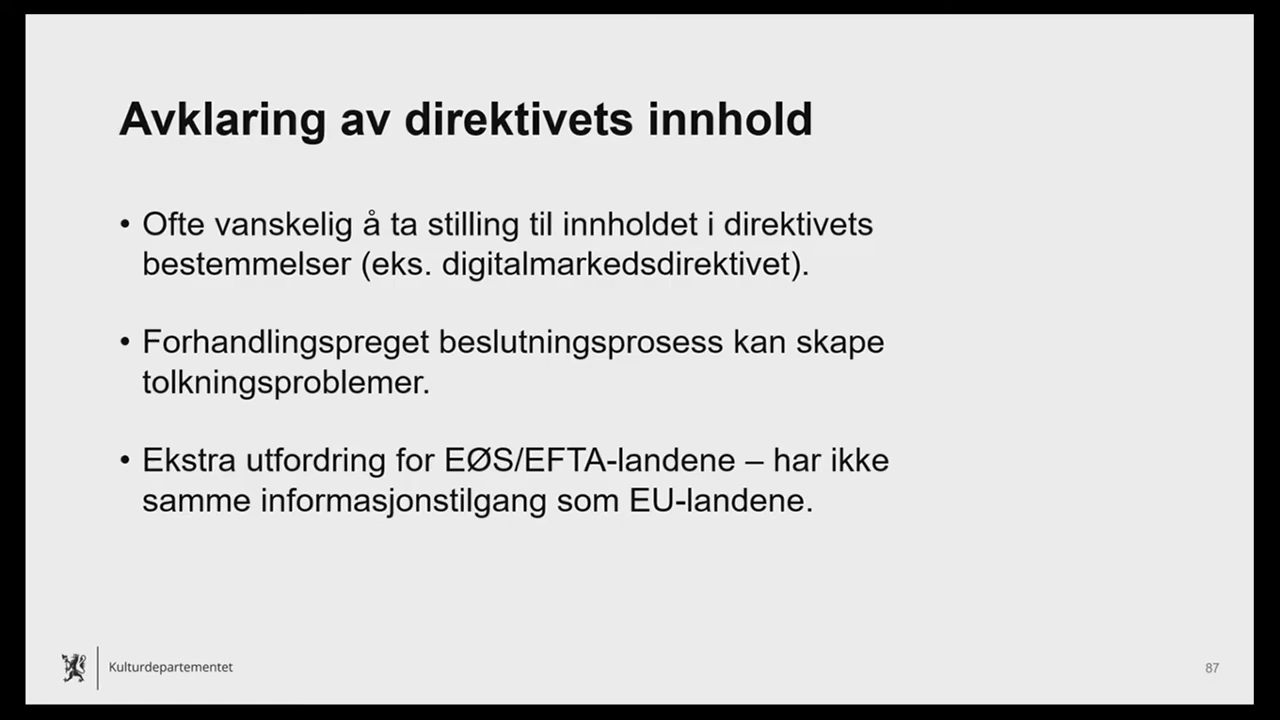 Avklaring av direktivets innhold
• Ofte vanskelig å ta stilling til innholdet i direktivets
bestemmelser (eks. digitalmarkedsdirektivet).
• Forhandlingspreget beslutningsprosess kan skape
tolkningsproblemer.
• Ekstra utfordring for EØS/EFTA-landene – har ikke
samme informasjonstilgang som EU-landene.
Kulturdepartementet
87